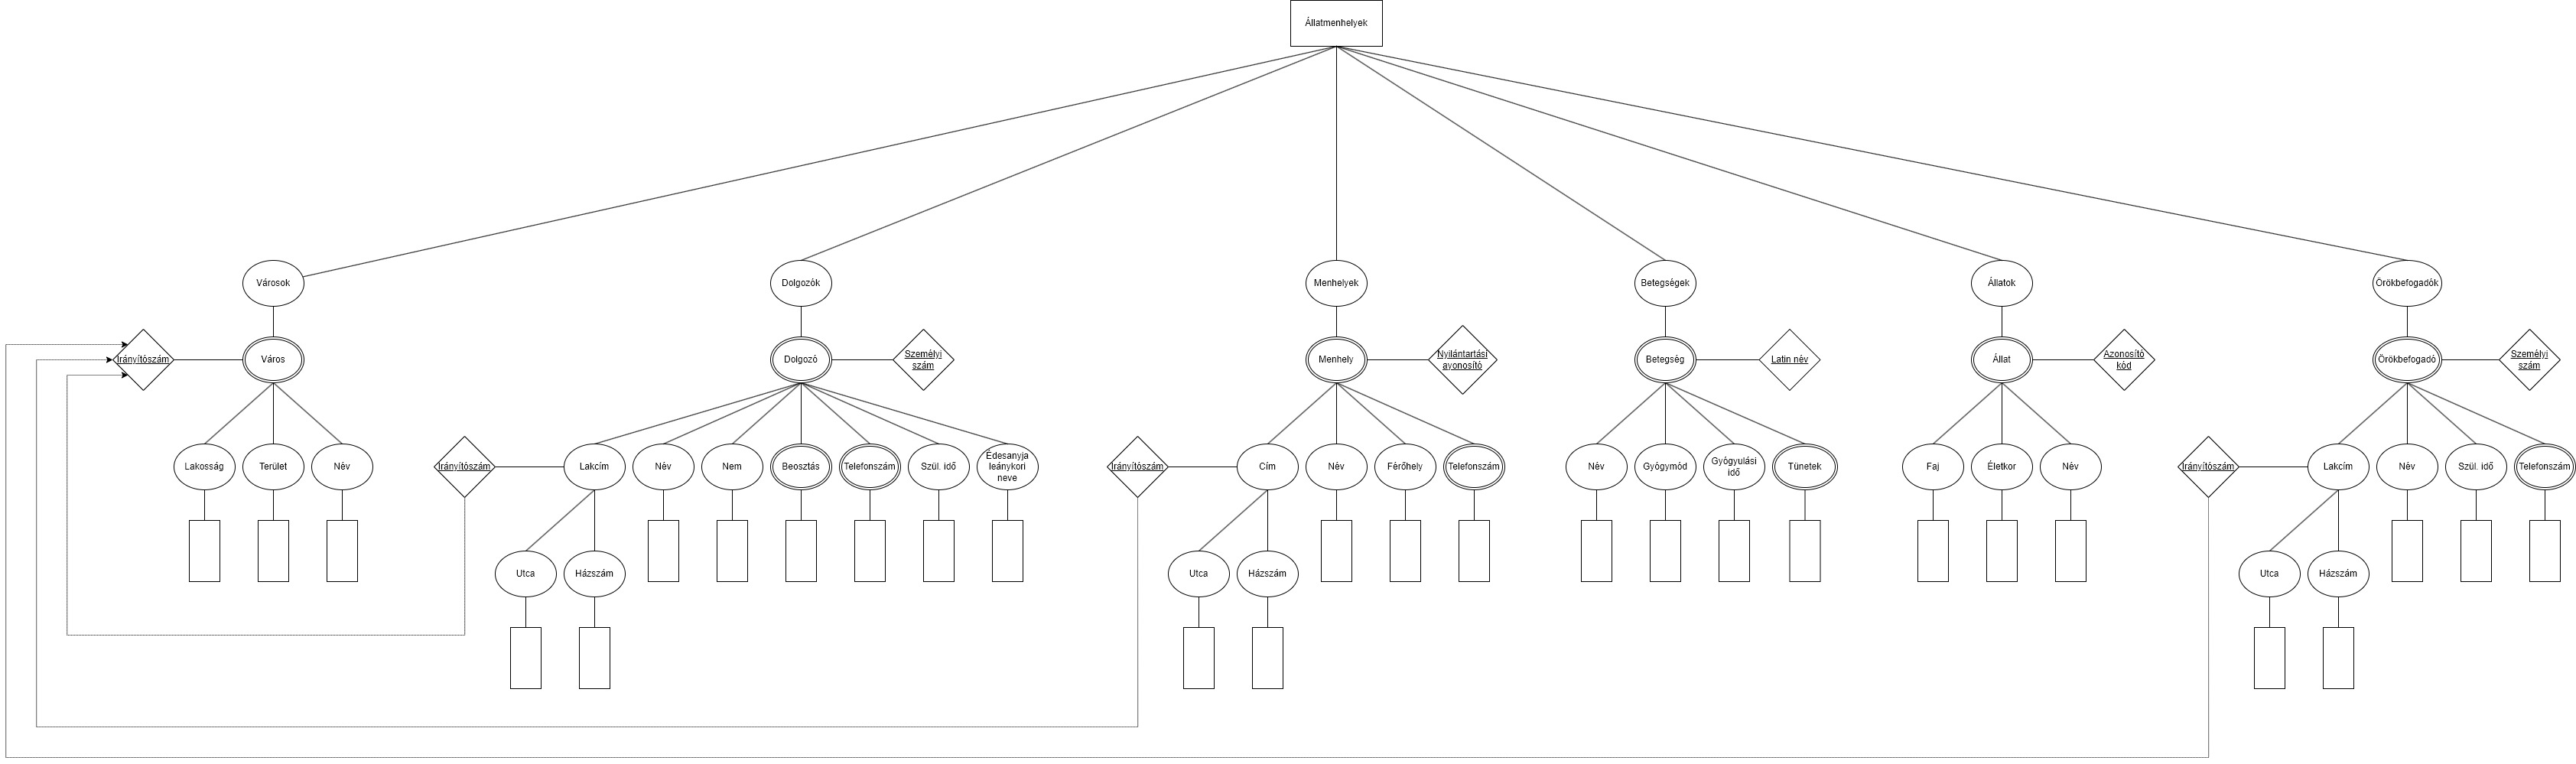 Állatmenhelyek
Városok
Dolgozók
Menhelyek
Betegségek
Állatok
Örökbefogadók
Irányítószám
Város
Dolgozó
Személyi
szám
Menhely
Nyilántartási
ayonosító
Betegség
Latin név
Állat
Azonosító
kód
Örökbefogadó
Személyi
szám
Lakosság
Terület
Név
Irányítószám
Lakcím
Név
Nem
Beosztás
Telefonszám
Szül. idő
Édesanyja
leánykori
neve
Irányítószám
Cím
Név
Férőhely
Telefonszám
Név
Gyógymód
Gyógyulási
idő
Tünetek
Faj
Életkor
Név
Irányítószám
Lakcím
Név
Szül. idő
Telefonszám
Utca
Házszám
Utca
Házszám
Utca
Házszám